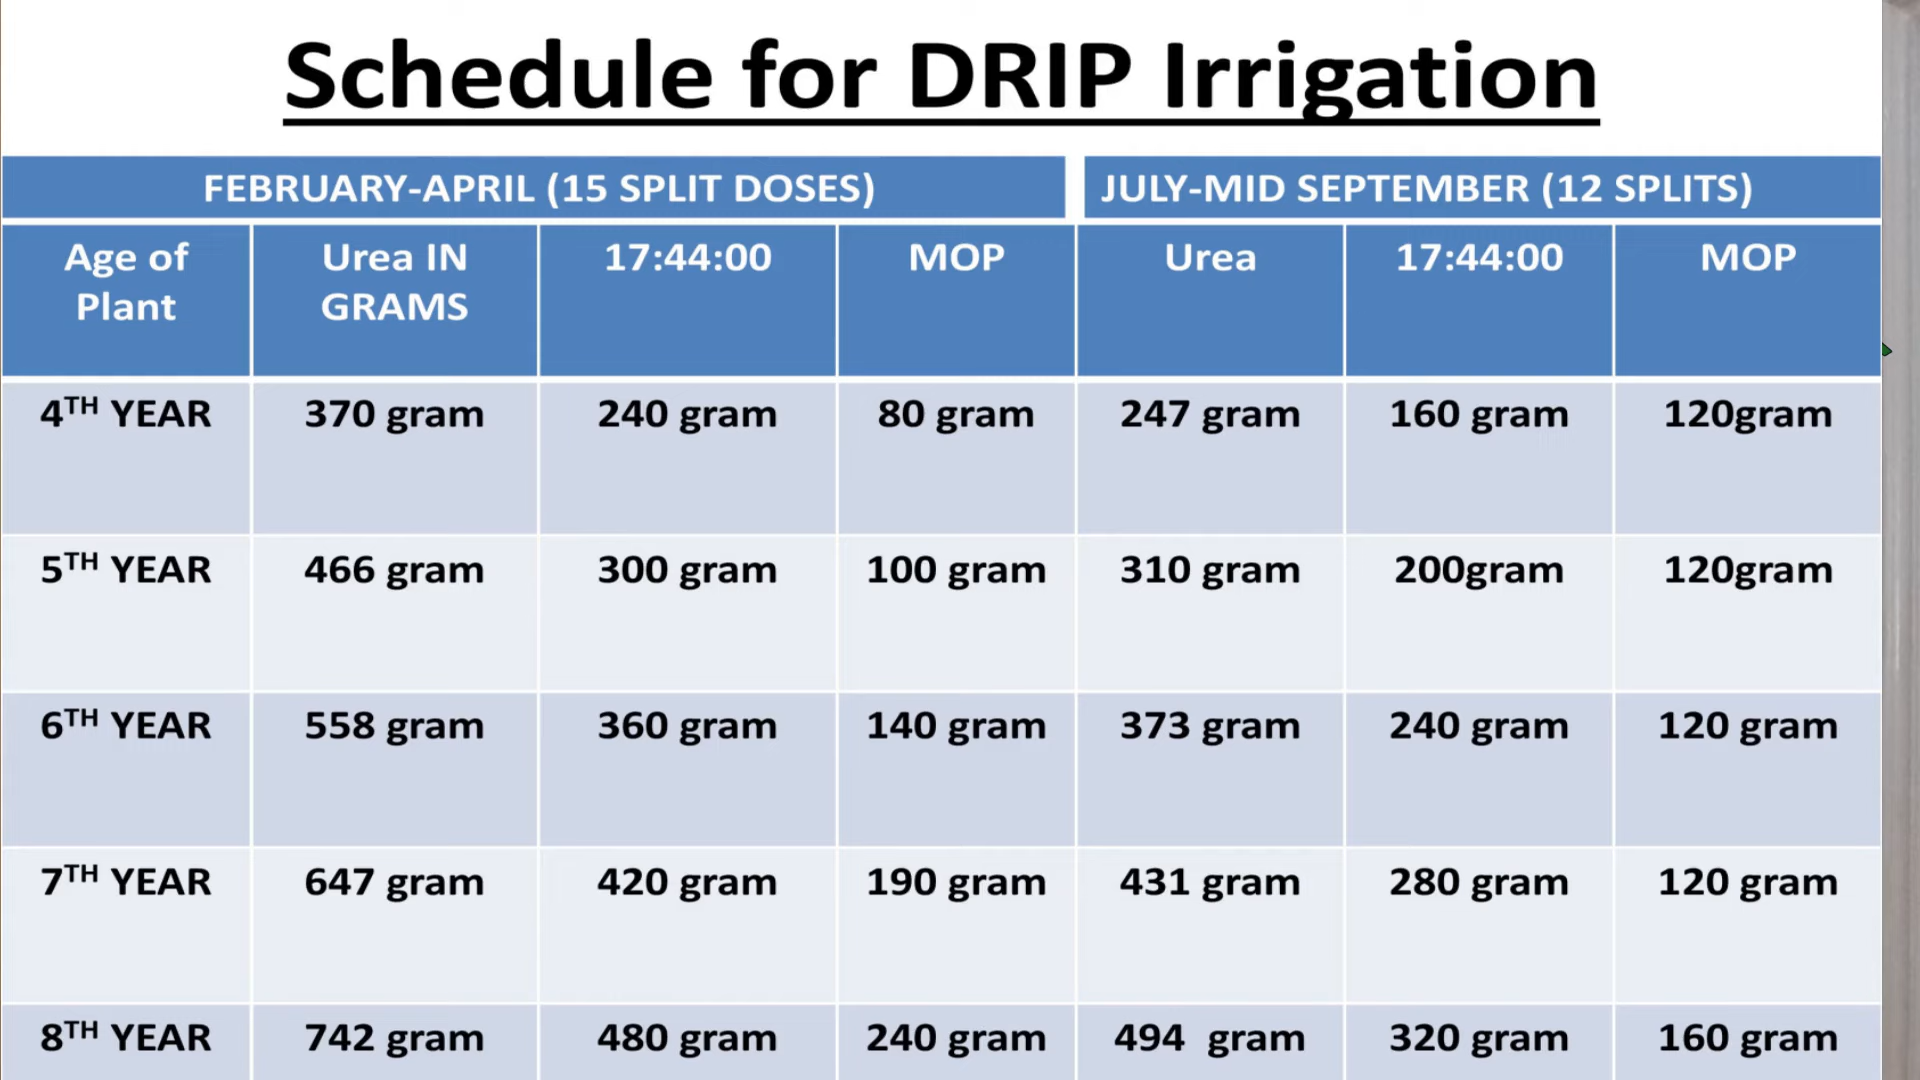 Schedule for DRIP Irrigation
FEBRUARY-APRIL (15 SPLIT DOSES) JULY-MID SEPTEMBER (12 SPLITS)
Age of Plant Urea IN GRAMS 17:44:00 MOP Urea 17:44:00 MOP
4TH YEAR 370 gram 240 gram 80 gram 247 gram 160 gram 120gram
5TH YEAR 466 gram 300 gram 100 gram 310 gram 200gram 120gram
6TH YEAR 558 gram 360 gram 140 gram 373 gram 240 gram 120 gram
7TH YEAR 647 gram 420 gram 190 gram 431 gram 280 gram 120 gram
8TH YEAR 742 gram 480 gram 240 gram 494 gram 320 gram 160 gram